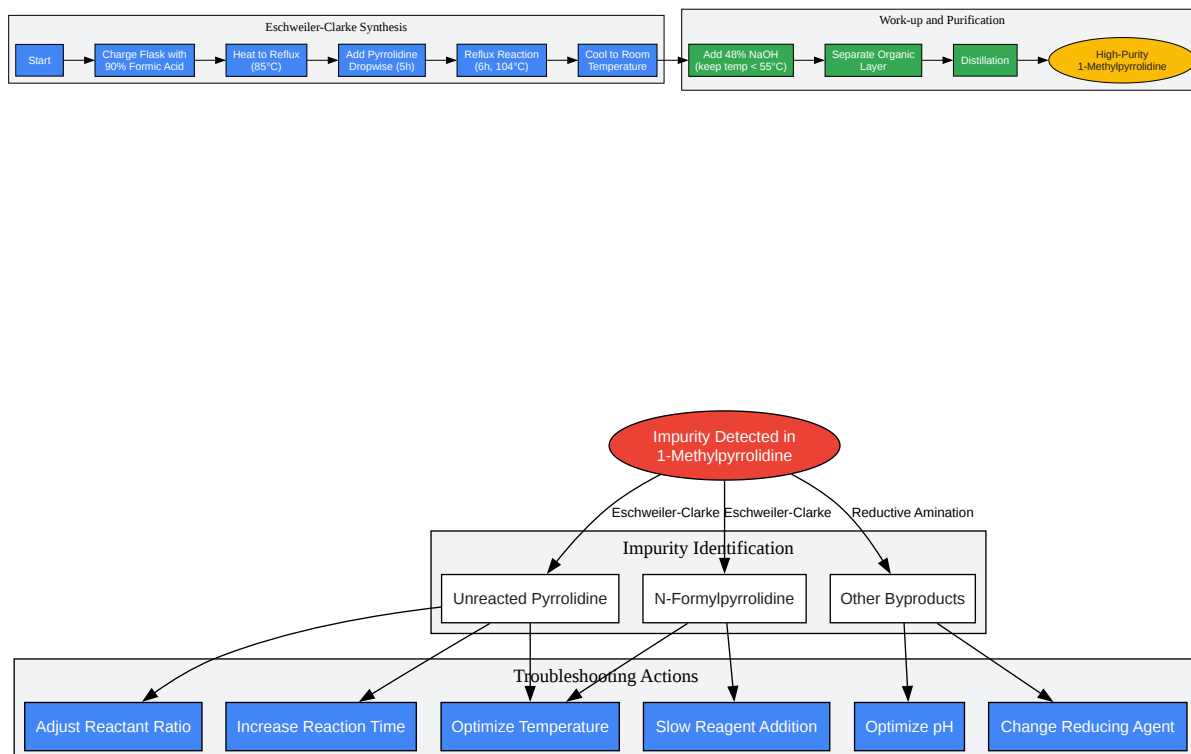 Eschweiler-Clarke Synthesis
Work-up and Purification
Start
Charge Flask with
90% Formic Acid
Heat to Reflux
(85°C)
Add Pyrrolidine
Dropwise (5h)
Reflux Reaction
(6h, 104°C)
Cool to Room
Temperature
Add 48% NaOH
(keep temp < 55°C)
Separate Organic
Layer
Distillation
High-Purity
1-Methylpyrrolidine
Impurity Detected in
1-Methylpyrrolidine
Eschweiler-Clarke
Eschweiler-Clarke
Reductive Amination
Impurity Identification
Unreacted Pyrrolidine
N-Formylpyrrolidine
Other Byproducts
Troubleshooting Actions
Adjust Reactant Ratio
Increase Reaction Time
Optimize Temperature
Slow Reagent Addition
Optimize pH
Change Reducing Agent